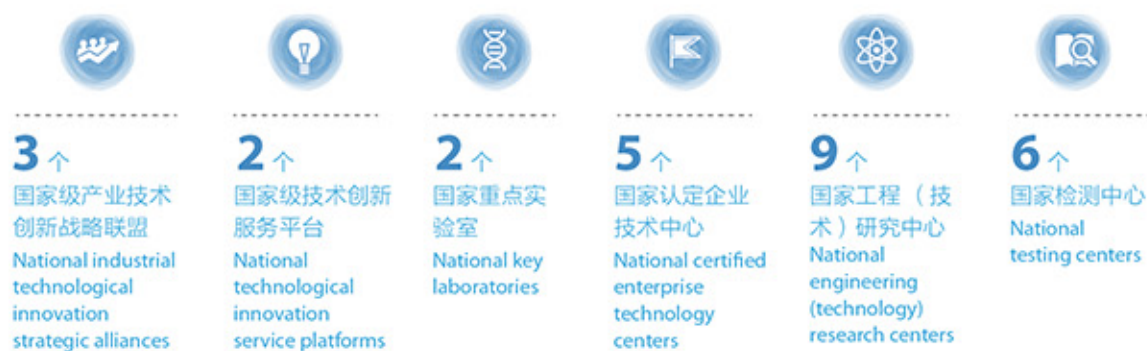 3个
国家级产业技术
创新战略联盟
National industrial
technological
innovation
strategic alliances
2个
国家级技术创新
服务平台
National
technological
innovation
service platforms
2个
国家重点实
验室
National key
laboratories
5个
国家认定企业
技术中心
National certified
enterprise
technology
centers
9个
国家工程（技
术）研究中心
National
engineering
(technology)
research centers
6个
国家检测中心
National
testing centers